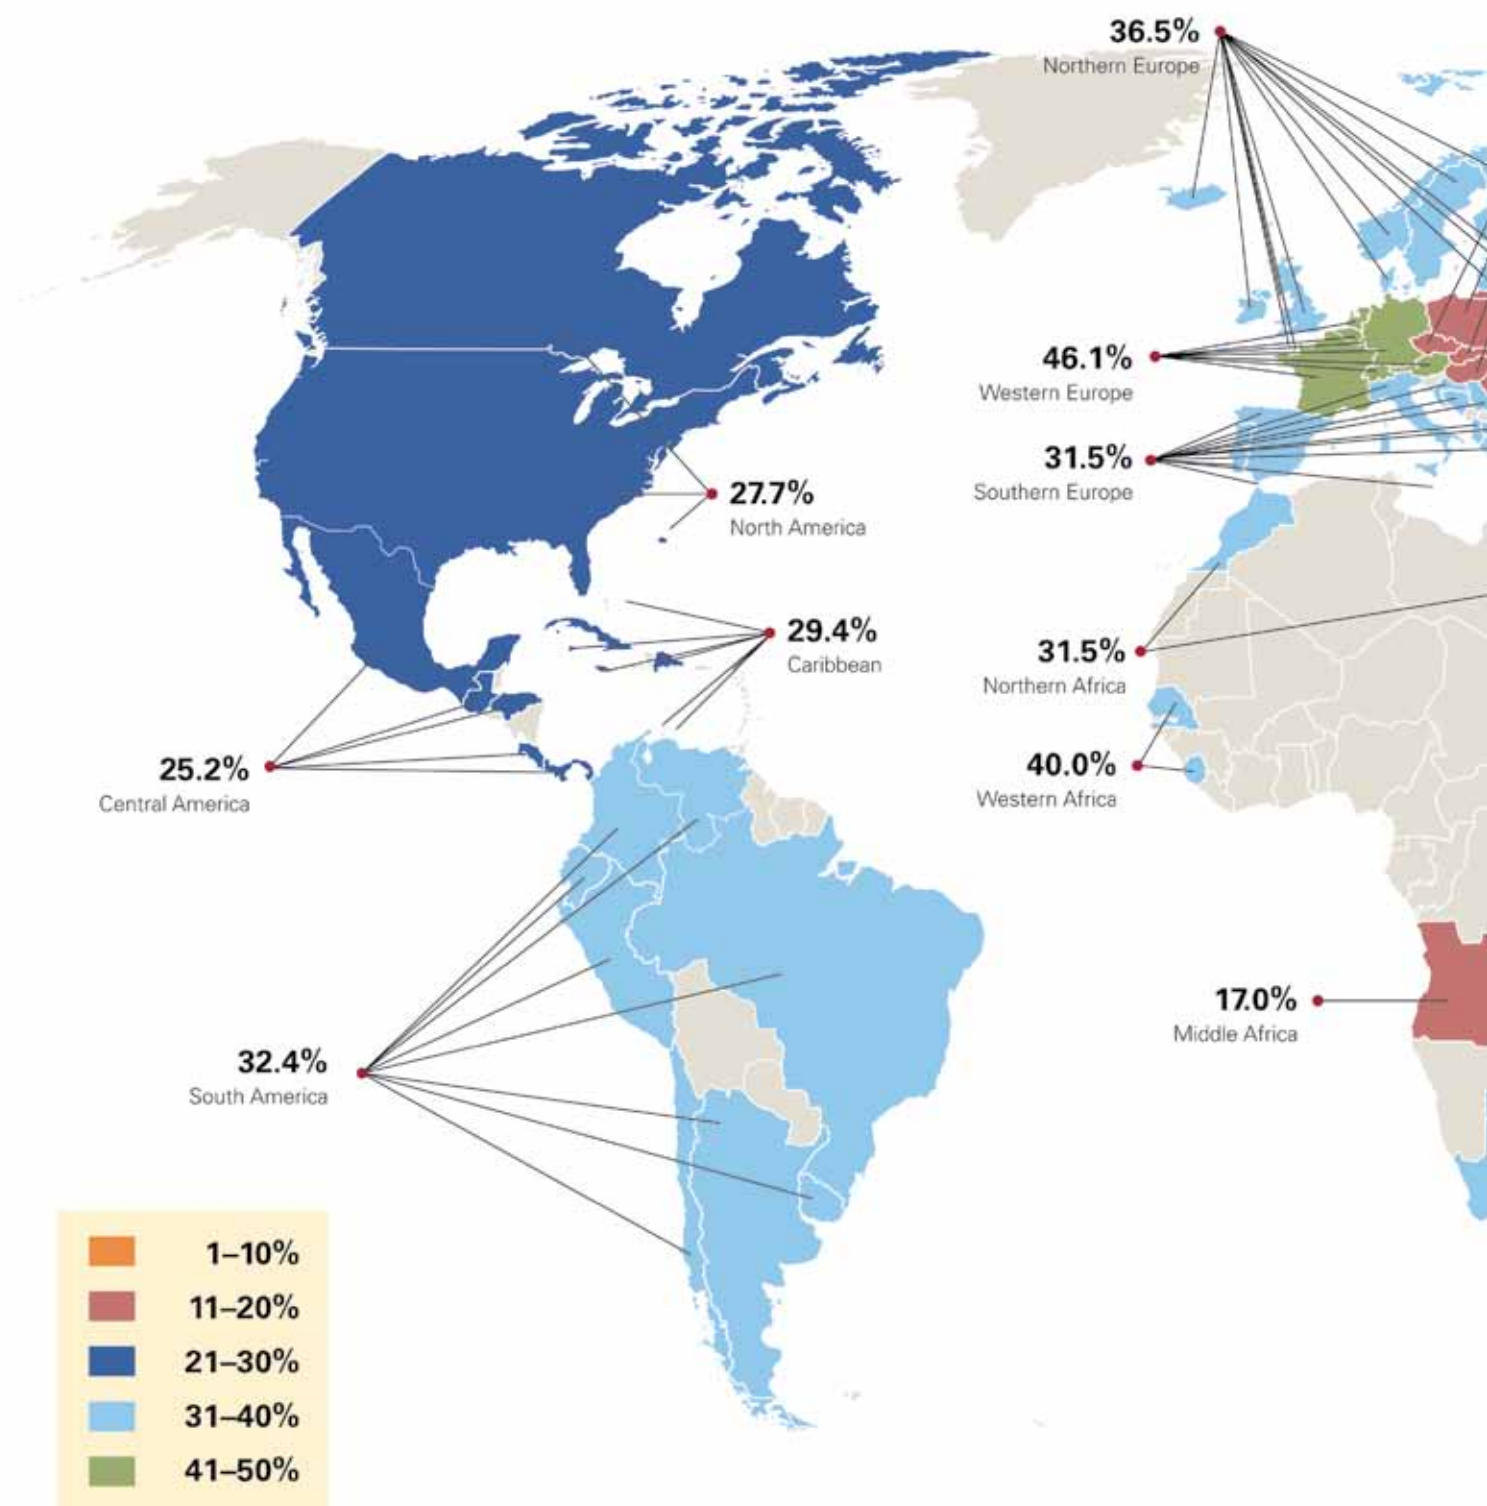 36.5%
Northern Europe
46.1%
Western Europe
31.5%
Southern Europe
27.7%
North America
29.4%
Caribbean
31.5%
Northern Africa
25.2%
Central America
40.0%
Western Africa
17.0%
Middle Africa
32.4%
South America
1–10%
11–20%
21–30%
31–40%
41–50%